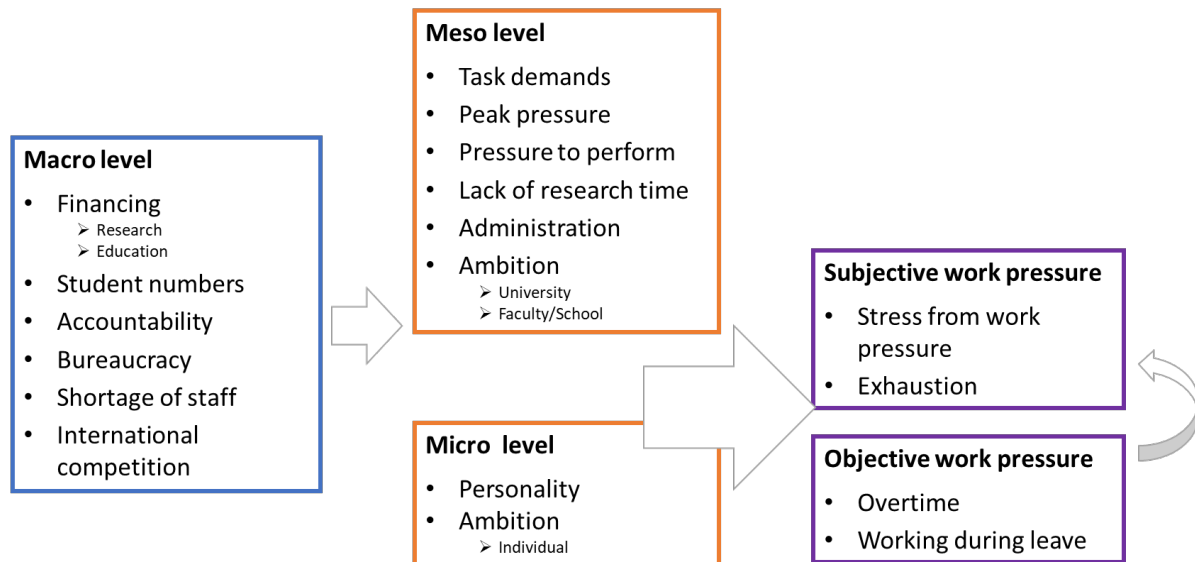 Macro level
• Financing
➢ Research
➢ Education
• Student numbers
• Accountability
• Bureaucracy
• Shortage of staff
• International
competition
Meso level
• Task demands
• Peak pressure
• Pressure to perform
• Lack of research time
• Administration
• Ambition
➢ University
➢ Faculty/School
Micro level
• Personality
• Ambition
➢ Individual
Subjective work pressure
• Stress from work
pressure
• Exhaustion
Objective work pressure
• Overtime
• Working during leave